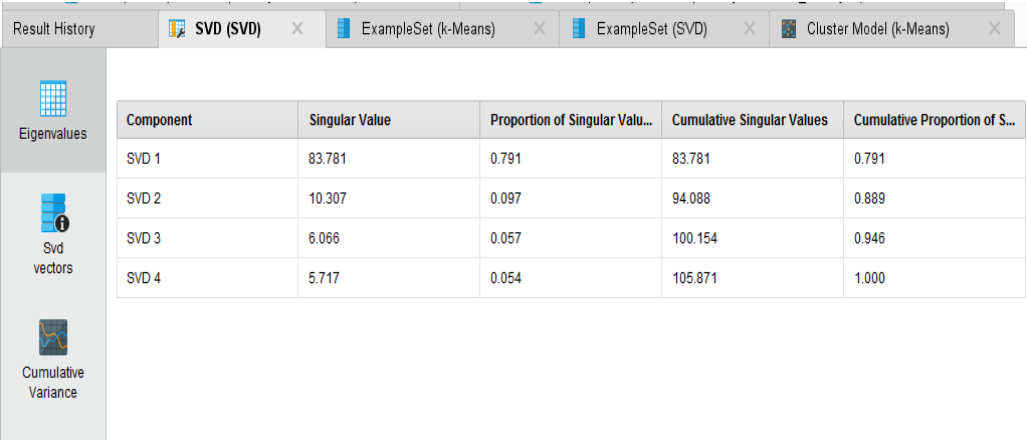 Result History SVD (SVD) ExampleSet (k-Means) ExampleSet (SVD) Cluster Model (k-Means)
Eigenvalues
Svd
vectors
Cumulative
Variance
Component Singular Value Proportion of Singular Valu... Cumulative Singular Values Cumulative Proportion of S...
SVD 1 83.781 0.791 83.781 0.791
SVD 2 10.307 0.097 94.088 0.889
SVD 3 6.066 0.057 100.154 0.946
SVD 4 5.717 0.054 105.871 1.000